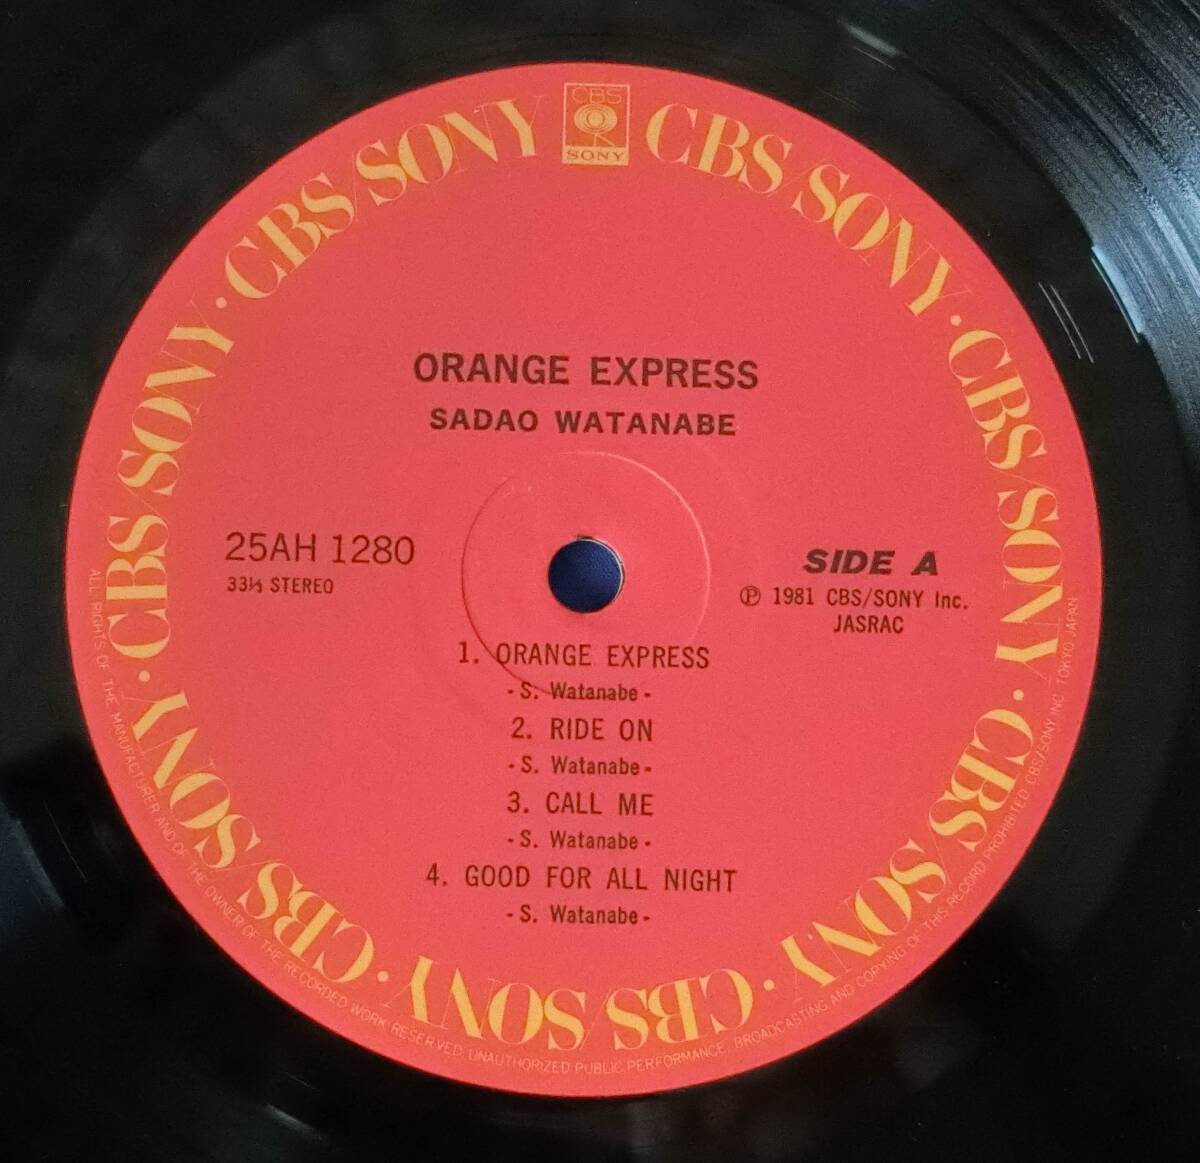 CBS
SONY
CBS/SONY · CBS/SONY · CBS/SONY · CBS/SONY · CBS/SONY · CBS/SONY · CBS/SONY · CBS/SONY
ORANGE EXPRESS
SADAO WATANABE
25AH 1280
33⅓ STEREO
SIDE A
Ⓟ 1981 CBS/SONY Inc.
JASRAC
1. ORANGE EXPRESS
- S. Watanabe -
2. RIDE ON
- S. Watanabe -
3. CALL ME
- S. Watanabe -
4. GOOD FOR ALL NIGHT
- S. Watanabe -
ALL RIGHTS OF THE MANUFACTURER AND OF THE OWNER OF THE RECORDED WORK RESERVED. UNAUTHORIZED PUBLIC PERFORMANCE, BROADCASTING AND COPYING OF THIS RECORD PROHIBITED CBS/SONY INC. TOKYO JAPAN